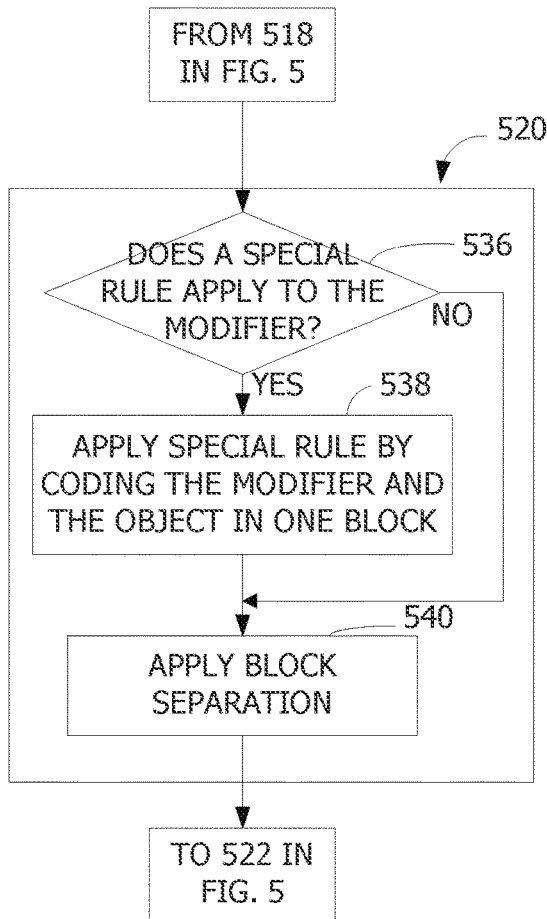 FROM 518
IN FIG. 5
520
DOES A SPECIAL
RULE APPLY TO THE
MODIFIER?
536
NO
YES
538
APPLY SPECIAL RULE BY
CODING THE MODIFIER AND
THE OBJECT IN ONE BLOCK
540
APPLY BLOCK
SEPARATION
TO 522 IN
FIG. 5